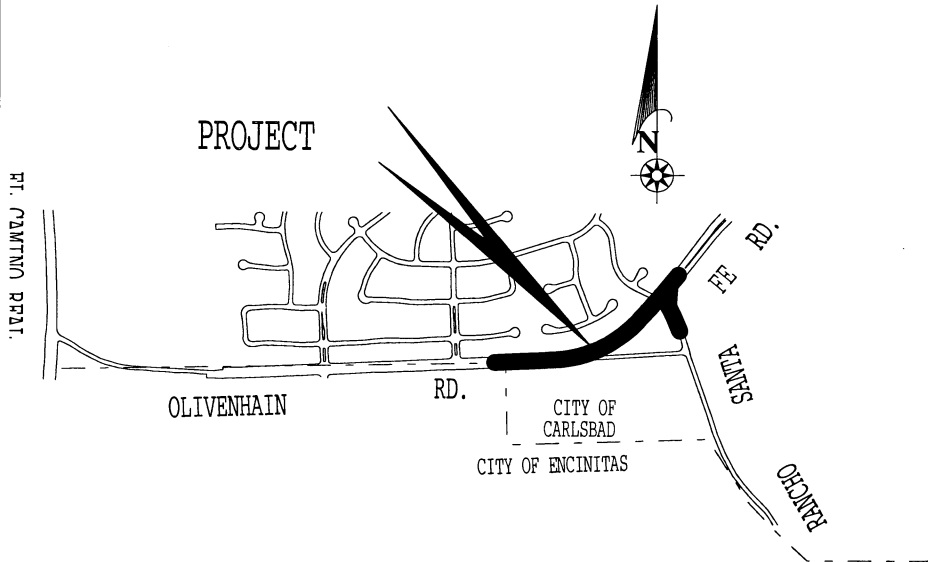 PROJECT
N
EL CAMINO REAL
OLIVENHAIN
RD.
RANCHO
SANTA
FE
RD.
CITY OF
CARLSBAD
CITY OF ENCINITAS